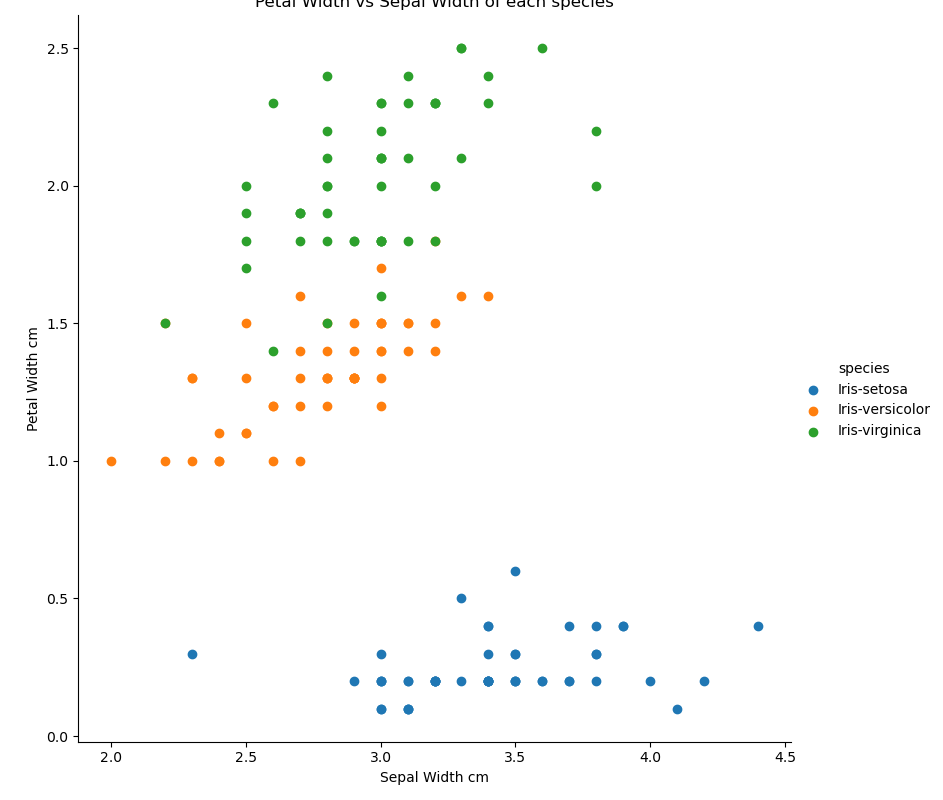 Petal Width vs Sepal Width of each species
2.5
2.0
1.5
1.0
0.5
0.0
Petal Width cm
2.0 2.5 3.0 3.5 4.0 4.5
Sepal Width cm
species
Iris-setosa
Iris-versicolor
Iris-virginica